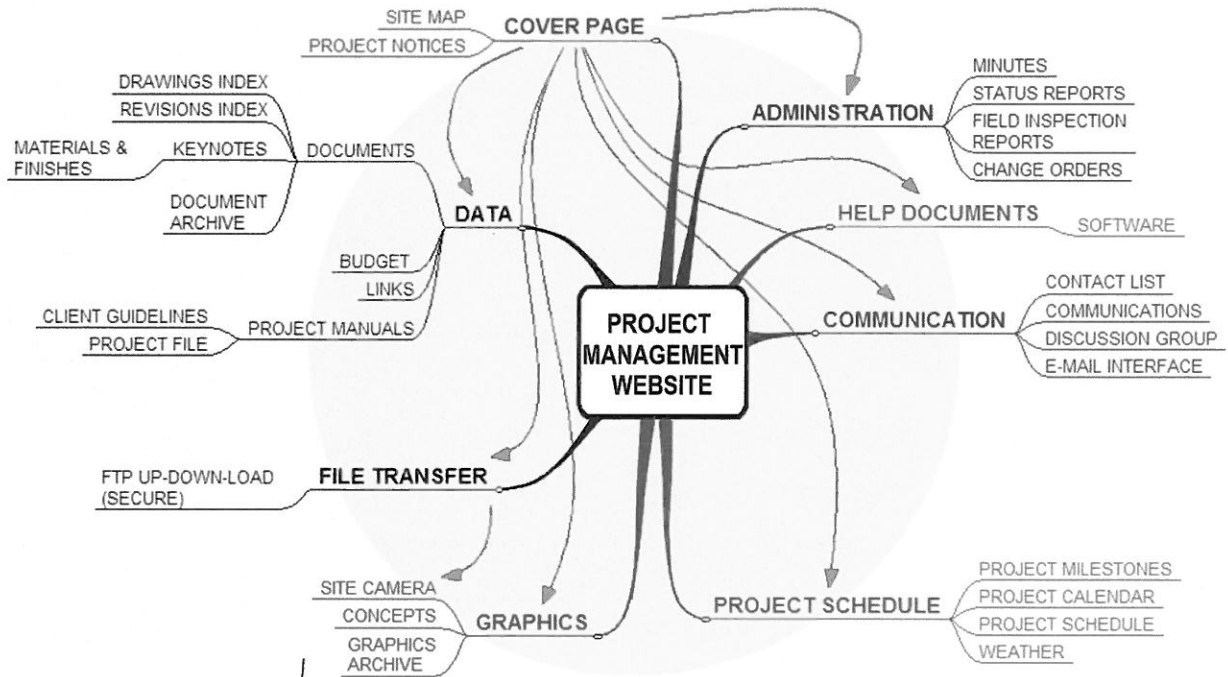 SITE MAP
PROJECT NOTICES
COVER PAGE
DRAWINGS INDEX
REVISIONS INDEX
MATERIALS &
FINISHES
KEYNOTES
DOCUMENTS
DOCUMENT
ARCHIVE
DATA
BUDGET
LINKS
CLIENT GUIDELINES
PROJECT FILE
PROJECT MANUALS
ADMINISTRATION
MINUTES
STATUS REPORTS
FIELD INSPECTION
REPORTS
CHANGE ORDERS
HELP DOCUMENTS
SOFTWARE
PROJECT
MANAGEMENT
WEBSITE
COMMUNICATION
CONTACT LIST
COMMUNICATIONS
DISCUSSION GROUP
E-MAIL INTERFACE
FTP UP-DOWN-LOAD
(SECURE)
FILE TRANSFER
SITE CAMERA
CONCEPTS
GRAPHICS
ARCHIVE
GRAPHICS
PROJECT SCHEDULE
PROJECT MILESTONES
PROJECT CALENDAR
PROJECT SCHEDULE
WEATHER